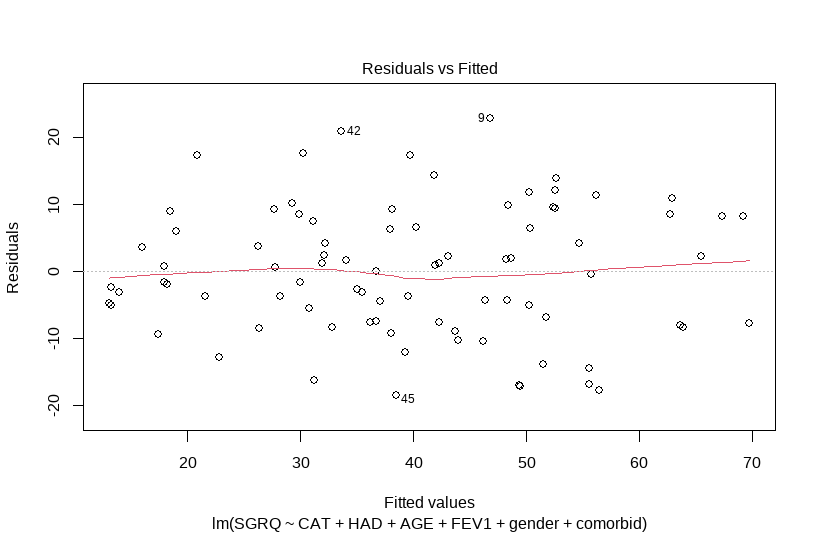 Residuals vs Fitted
Residuals
20
10
0
-10
-20
42
9
45
20 30 40 50 60 70
Fitted values
lm(SGRQ ~ CAT + HAD + AGE + FEV1 + gender + comorbid)